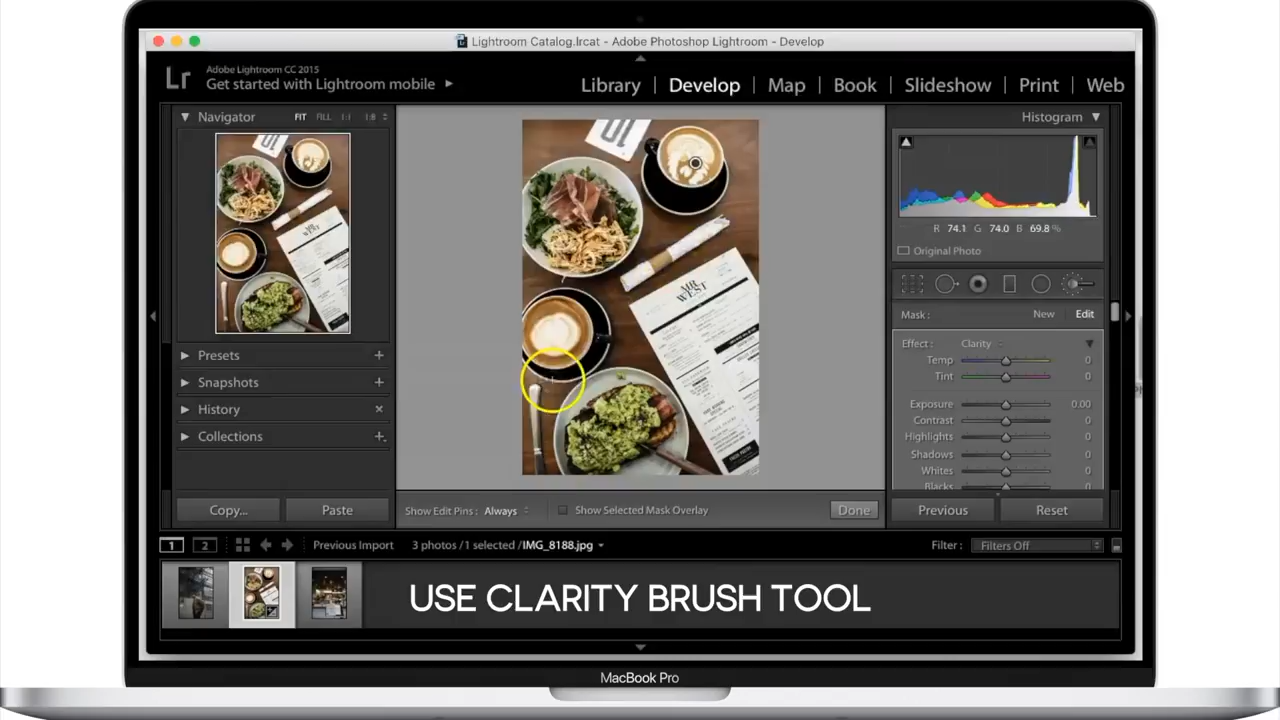 Lightroom Catalog.lrcat - Adobe Photoshop Lightroom - Develop
Lr
Adobe Lightroom CC 2015
Get started with Lightroom mobile
Library | Develop | Map | Book | Slideshow | Print | Web
Navigator FIT FILL 1:1 1:8
Histogram
R 74.1 G 74.0 B 69.8 %
Original Photo
Mask : New Edit
Effect : Clarity
Temp 0
Tint 0
Exposure 0.00
Contrast 0
Highlights 0
Shadows 0
Whites 0
Blacks
Presets
Snapshots
History
Collections
MR
WEST
Copy... Paste
Show Edit Pins : Always Show Selected Mask Overlay Done
Previous Reset
1 2 Previous Import 3 photos /1 selected /IMG_8188.jpg
Filter : Filters Off
USE CLARITY BRUSH TOOL
MacBook Pro